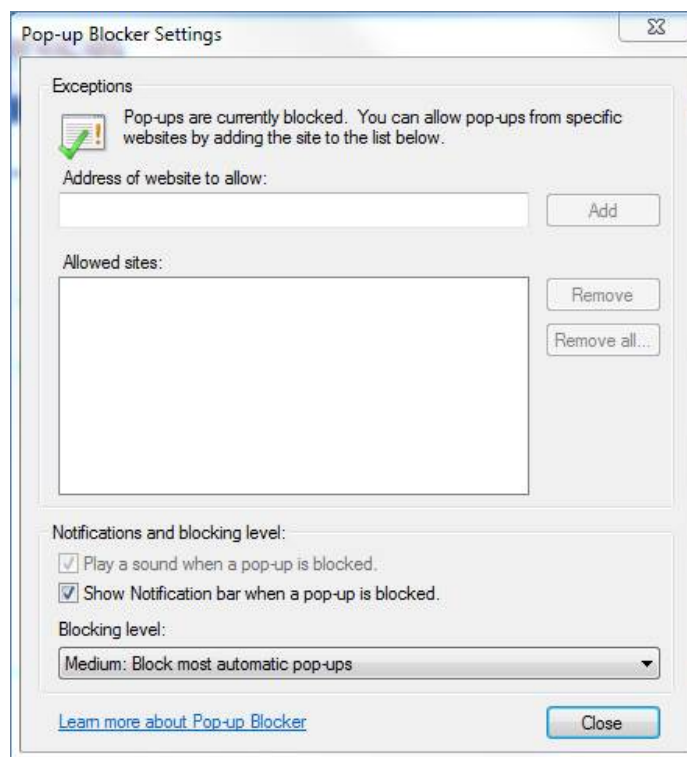 Pop-up Blocker Settings
Exceptions
Pop-ups are currently blocked. You can allow pop-ups from specific
websites by adding the site to the list below.
Address of website to allow:
Add
Allowed sites:
Remove
Remove all...
Notifications and blocking level:
Play a sound when a pop-up is blocked.
Show Notification bar when a pop-up is blocked.
Blocking level:
Medium: Block most automatic pop-ups
Learn more about Pop-up Blocker
Close